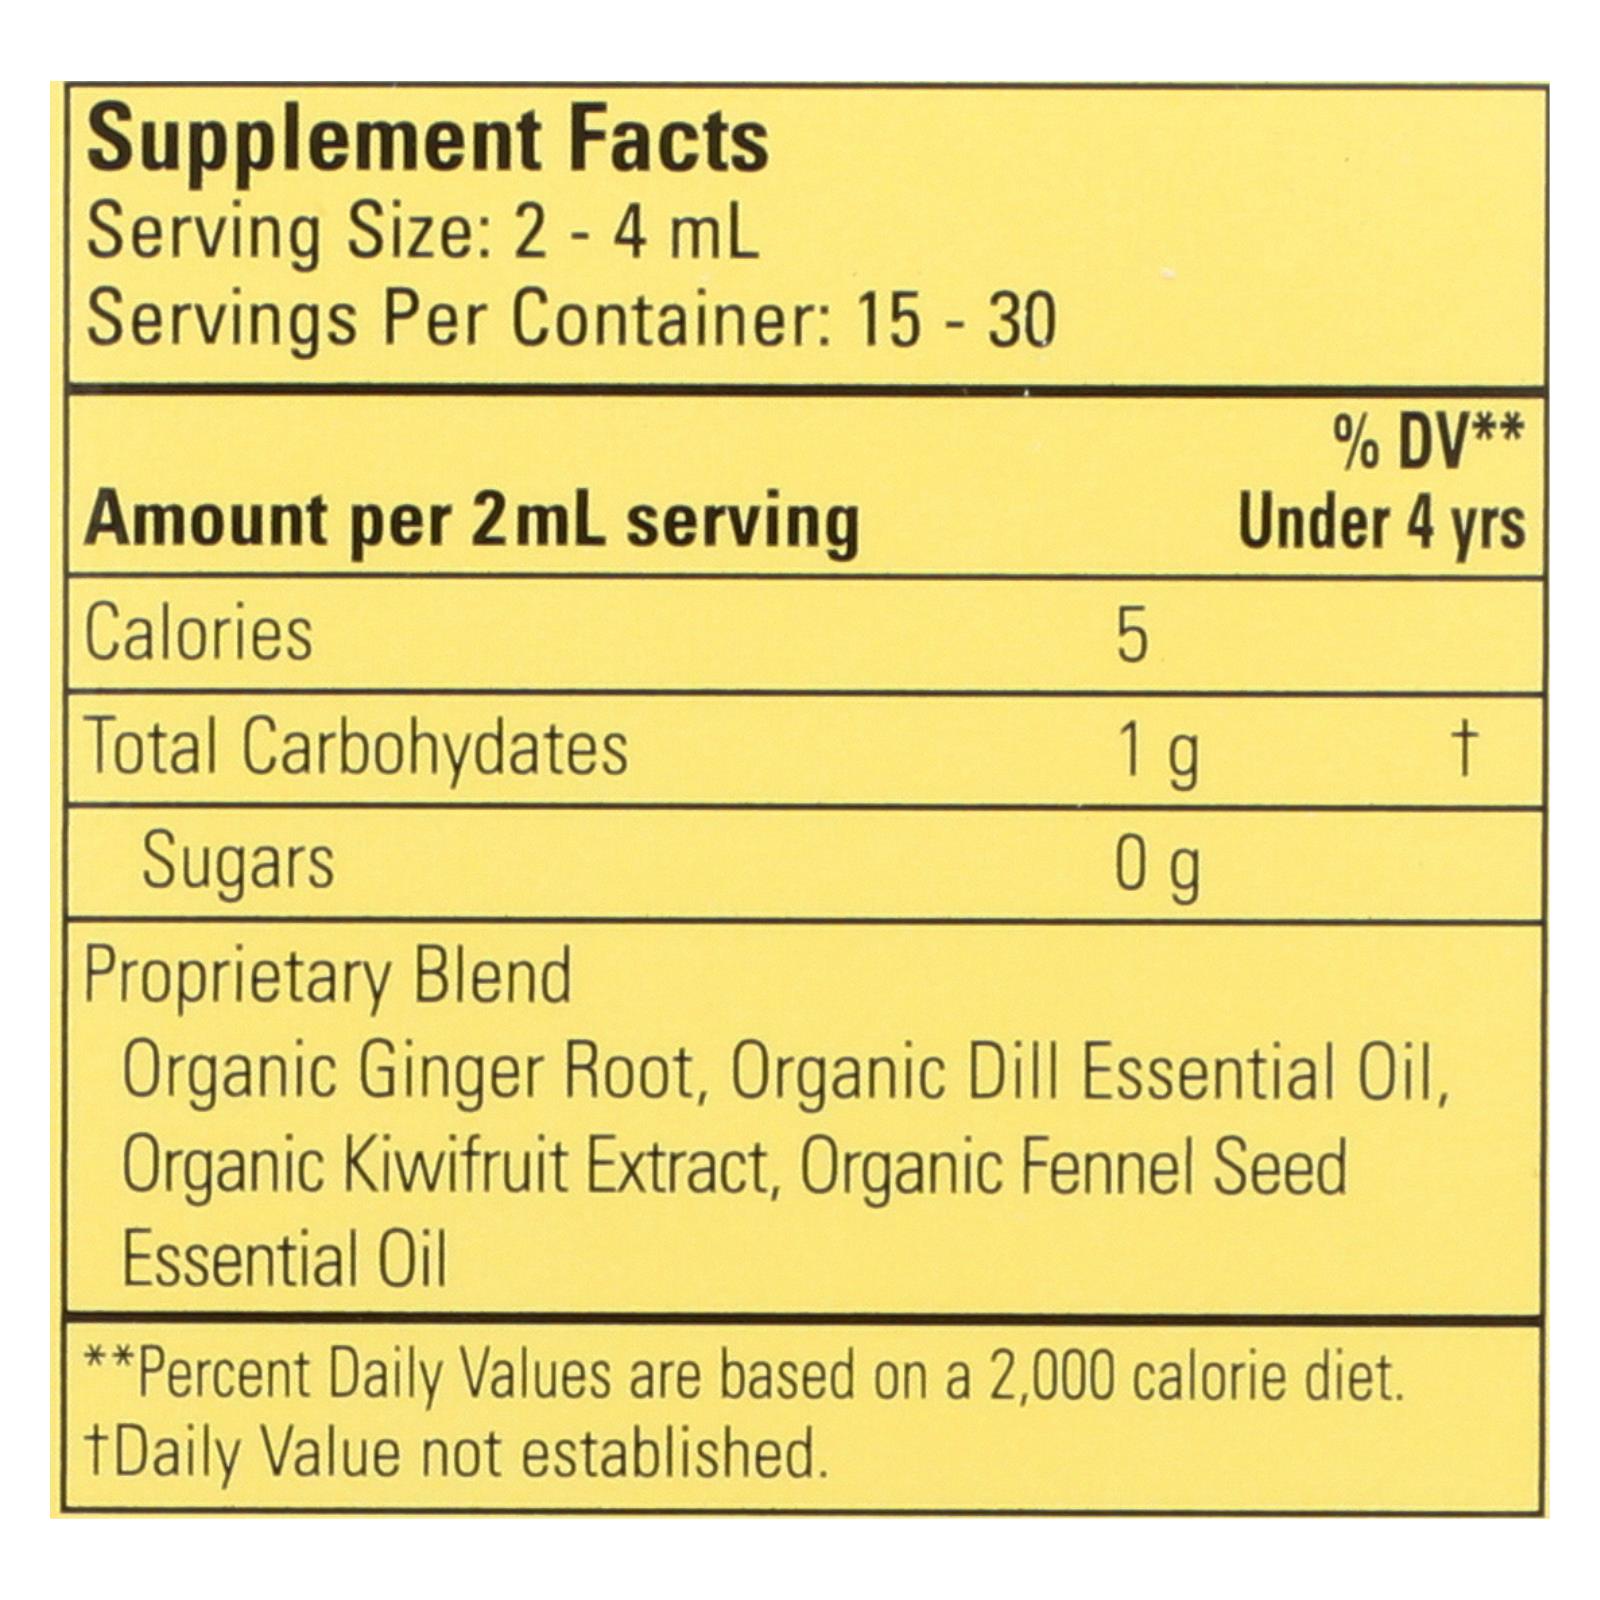 Supplement Facts
Serving Size: 2 - 4 mL
Servings Per Container: 15 - 30
% DV**
Amount per 2mL serving Under 4 yrs
Calories 5
Total Carbohydrates 1 g †
Sugars 0 g
Proprietary Blend
Organic Ginger Root, Organic Dill Essential Oil,
Organic Kiwifruit Extract, Organic Fennel Seed
Essential Oil
**Percent Daily Values are based on a 2,000 calorie diet.
†Daily Value not established.